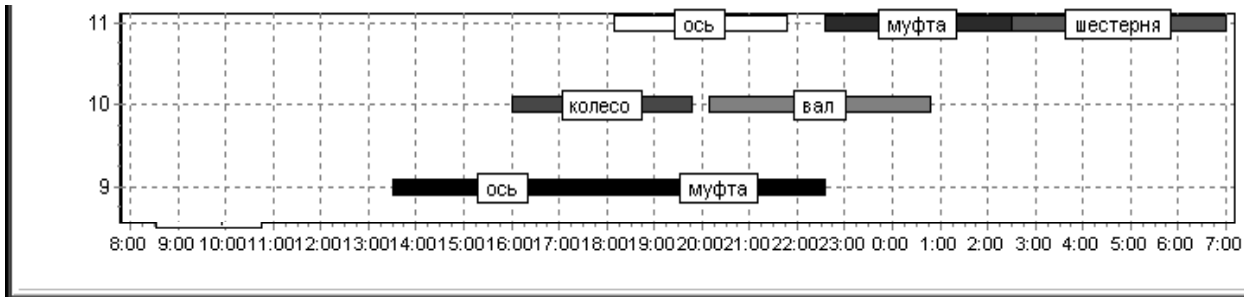 11 ось муфта шестерня
10 колесо вал
9 ось муфта
8:00 9:00 10:00 11:00 12:00 13:00 14:00 15:00 16:00 17:00 18:00 19:00 20:00 21:00 22:00 23:00 0:00 1:00 2:00 3:00 4:00 5:00 6:00 7:00